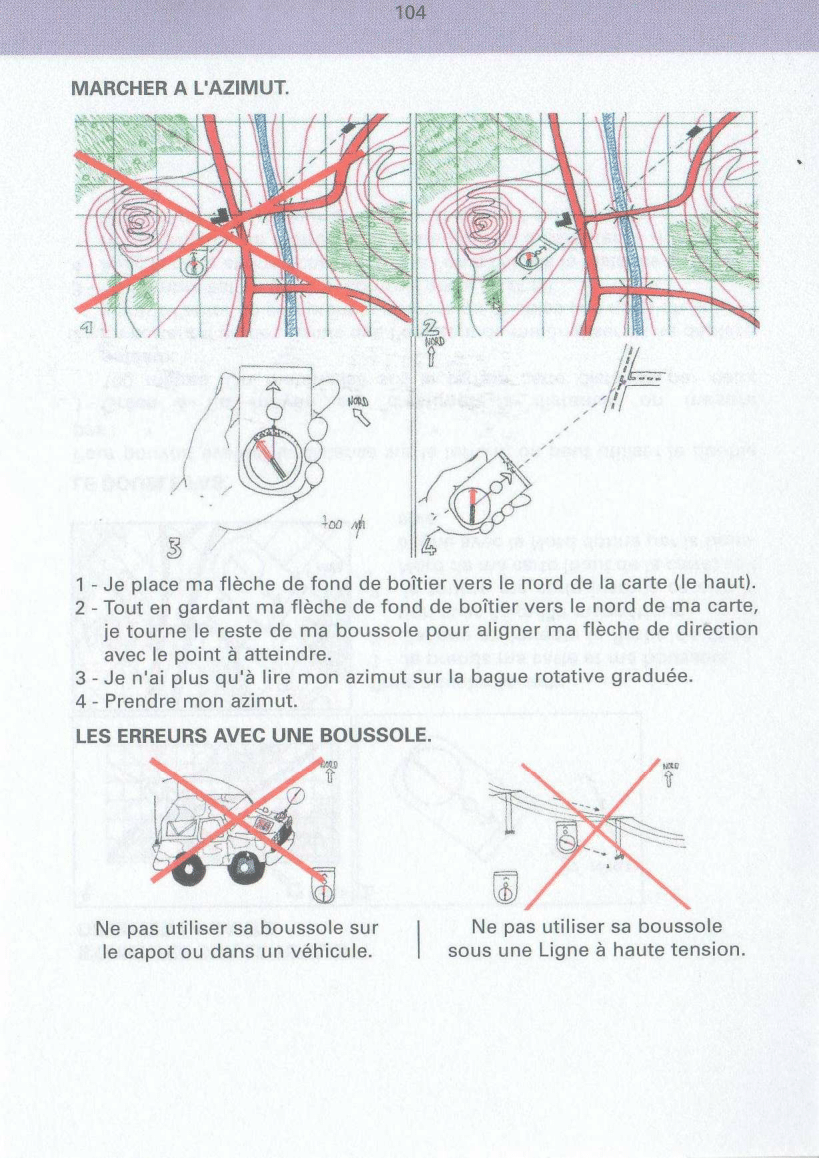 104
MARCHER A L'AZIMUT.
1
2
NORD
NORD
700 m
3
4
1 - Je place ma flèche de fond de boîtier vers le nord de la carte (le haut).
2 - Tout en gardant ma flèche de fond de boîtier vers le nord de ma carte,
je tourne le reste de ma boussole pour aligner ma flèche de direction
avec le point à atteindre.
3 - Je n'ai plus qu'à lire mon azimut sur la bague rotative graduée.
4 - Prendre mon azimut.
LES ERREURS AVEC UNE BOUSSOLE.
NORD
NORD
Ne pas utiliser sa boussole sur
le capot ou dans un véhicule.
Ne pas utiliser sa boussole
sous une Ligne à haute tension.